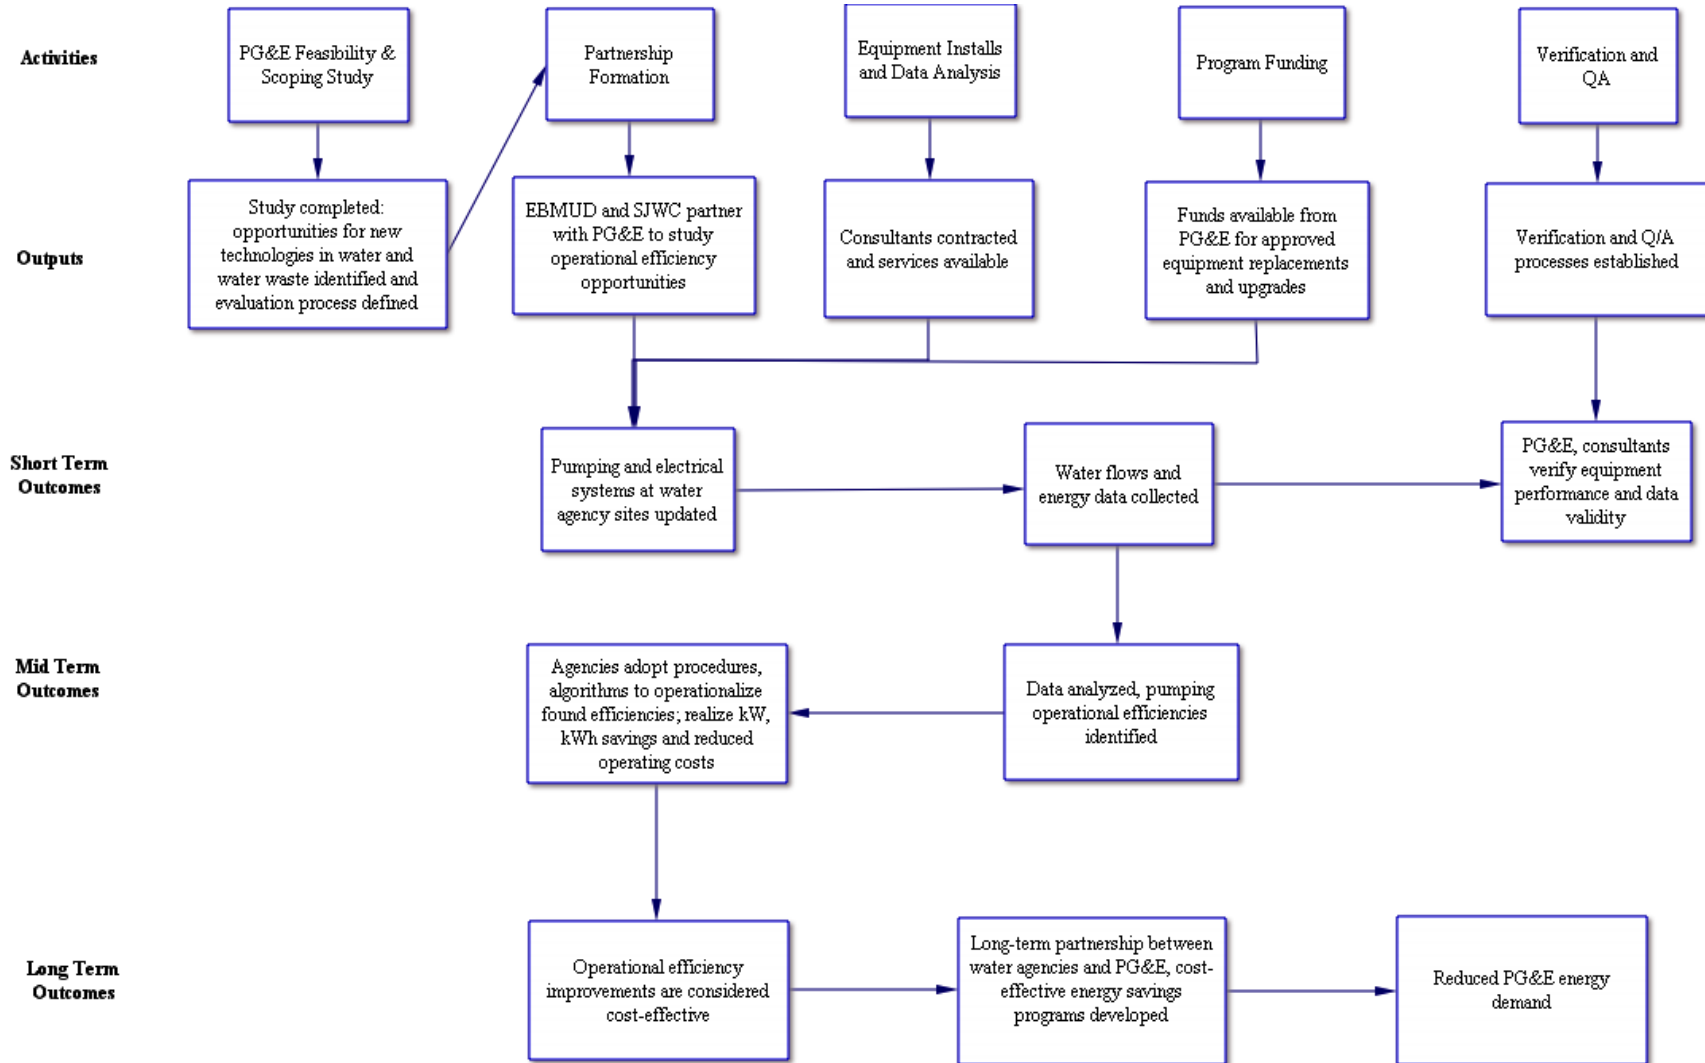 Activities
PG&E Feasibility &
Scoping Study
Partnership
Formation
Equipment Installs
and Data Analysis
Program Funding
Verification and
QA
Outputs
Study completed:
opportunities for new
technologies in water and
water waste identified and
evaluation process defined
EBMUD and SJWC partner
with PG&E to study
operational efficiency
opportunities
Consultants contracted
and services available
Funds available from
PG&E for approved
equipment replacements
and upgrades
Verification and Q/A
processes established
Short Term
Outcomes
Pumping and electrical
systems at water
agency sites updated
Water flows and
energy data collected
PG&E, consultants
verify equipment
performance and data
validity
Mid Term
Outcomes
Agencies adopt procedures,
algorithms to operationalize
found efficiencies; realize kW,
kWh savings and reduced
operating costs
Data analyzed, pumping
operational efficiencies
identified
Long Term
Outcomes
Operational efficiency
improvements are considered
cost-effective
Long-term partnership between
water agencies and PG&E, cost-
effective energy savings
programs developed
Reduced PG&E energy
demand